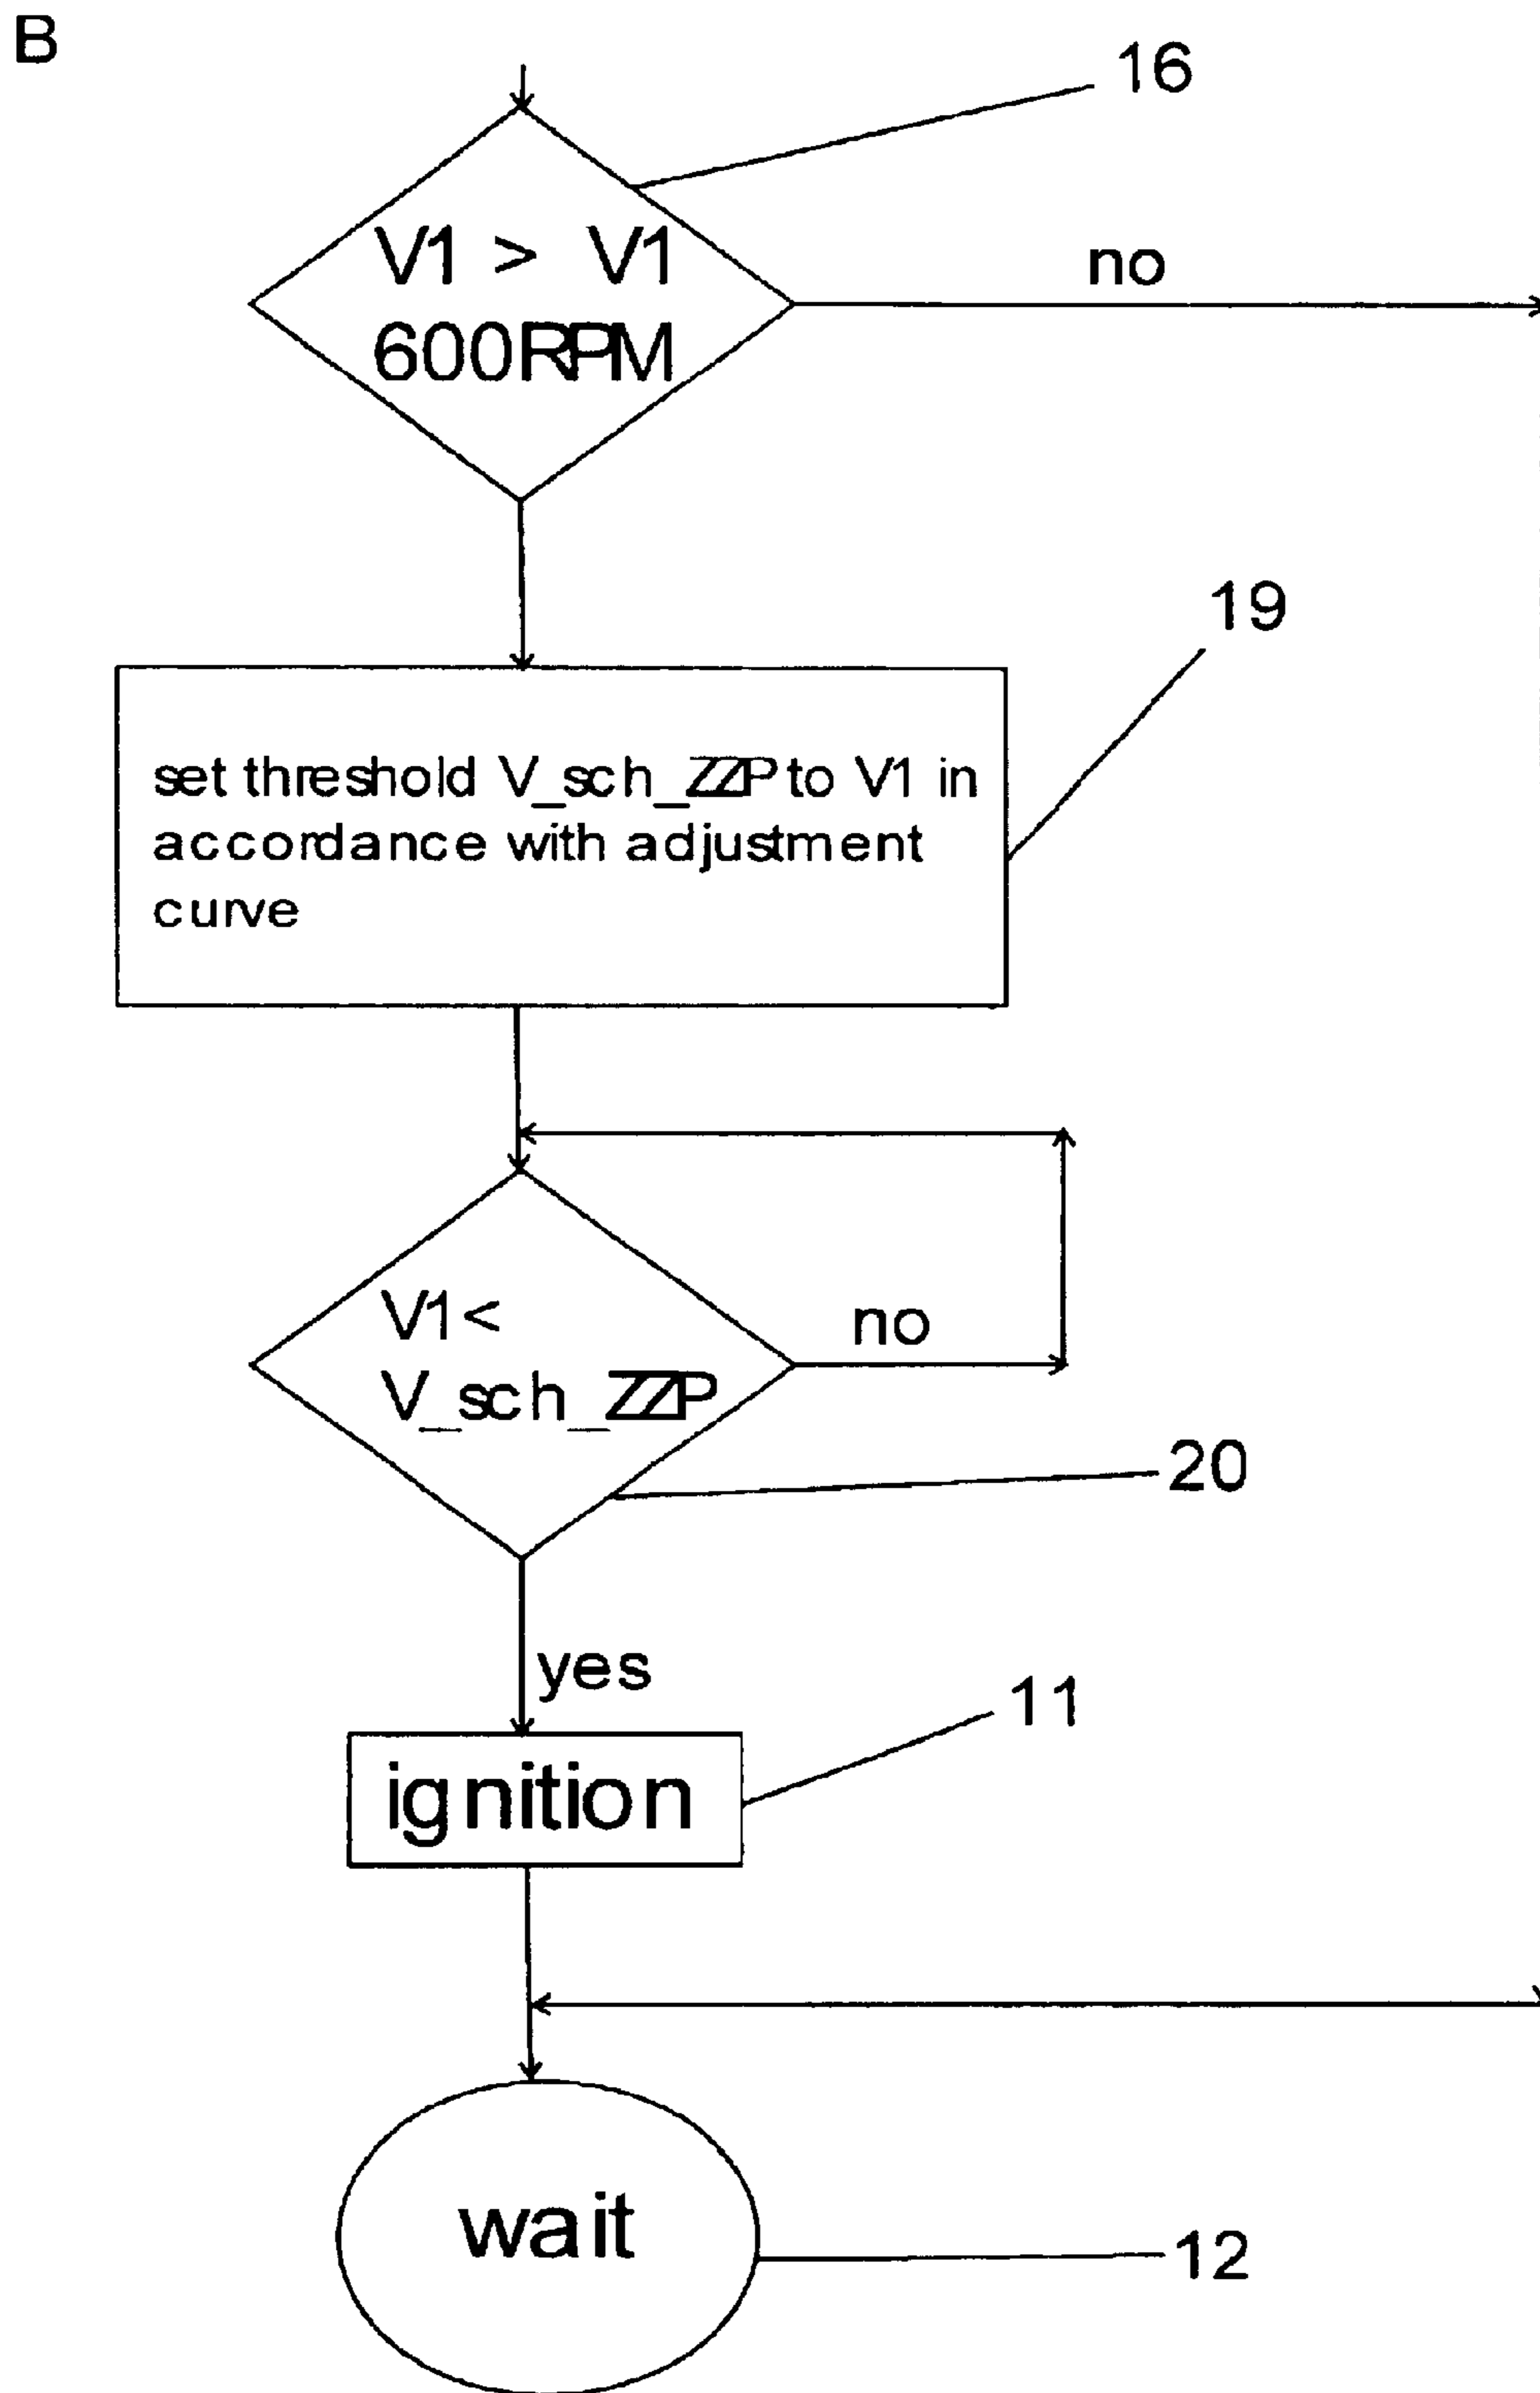 B
16
V1 > V1
600RPM
no
19
set threshold V_sch_ZZP to V1 in
accordance with adjustment
curve
V1<
V_sch_ZZP
no
20
yes
11
ignition
wait
12